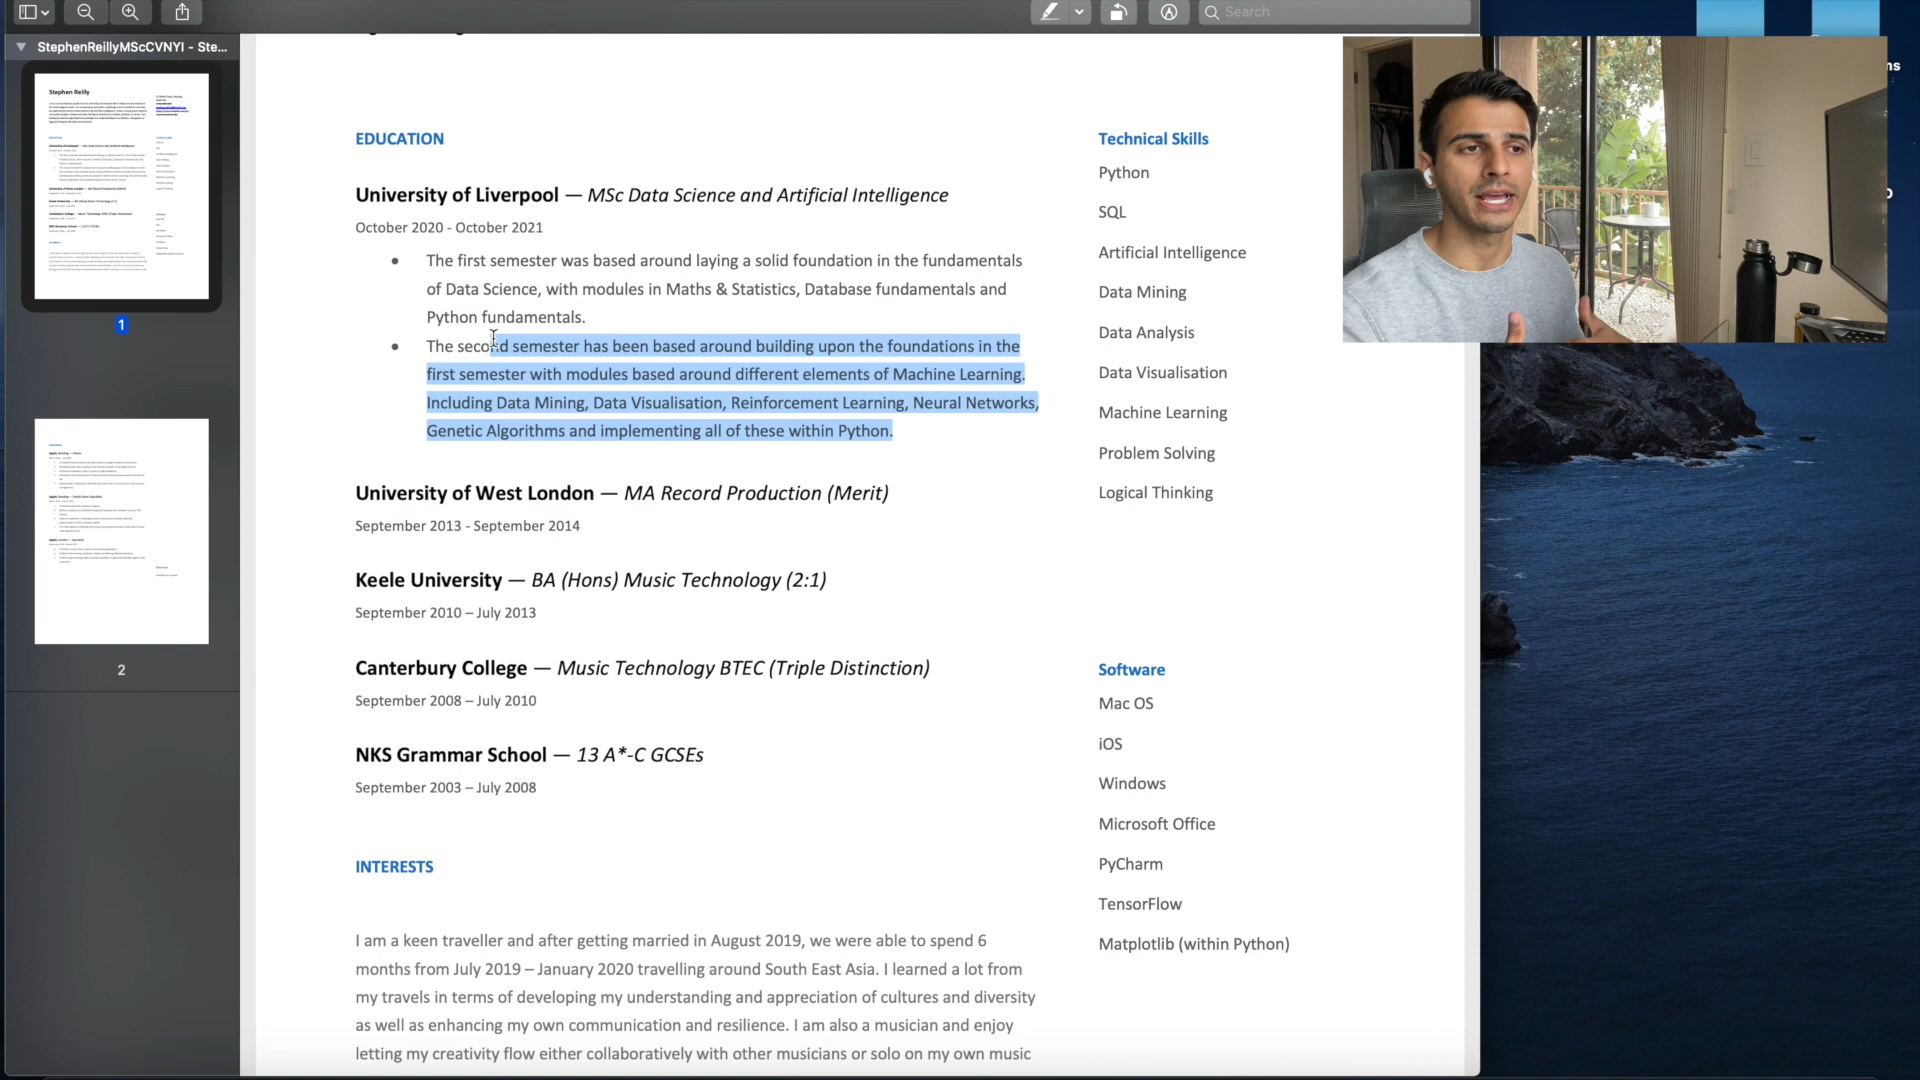 Search
StephenReillyMScCVNYI - Ste...
Stephen Reilly
1
2
EDUCATION
University of Liverpool — MSc Data Science and Artificial Intelligence
October 2020 - October 2021
• The first semester was based around laying a solid foundation in the fundamentals
of Data Science, with modules in Maths & Statistics, Database fundamentals and
Python fundamentals.
• The second semester has been based around building upon the foundations in the
first semester with modules based around different elements of Machine Learning.
Including Data Mining, Data Visualisation, Reinforcement Learning, Neural Networks,
Genetic Algorithms and implementing all of these within Python.
University of West London — MA Record Production (Merit)
September 2013 - September 2014
Keele University — BA (Hons) Music Technology (2:1)
September 2010 – July 2013
Canterbury College — Music Technology BTEC (Triple Distinction)
September 2008 – July 2010
NKS Grammar School — 13 A*-C GCSEs
September 2003 – July 2008
INTERESTS
I am a keen traveller and after getting married in August 2019, we were able to spend 6
months from July 2019 – January 2020 travelling around South East Asia. I learned a lot from
my travels in terms of developing my understanding and appreciation of cultures and diversity
as well as enhancing my own communication and resilience. I am also a musician and enjoy
letting my creativity flow either collaboratively with other musicians or solo on my own music
Technical Skills
Python
SQL
Artificial Intelligence
Data Mining
Data Analysis
Data Visualisation
Machine Learning
Problem Solving
Logical Thinking
Software
Mac OS
iOS
Windows
Microsoft Office
PyCharm
TensorFlow
Matplotlib (within Python)